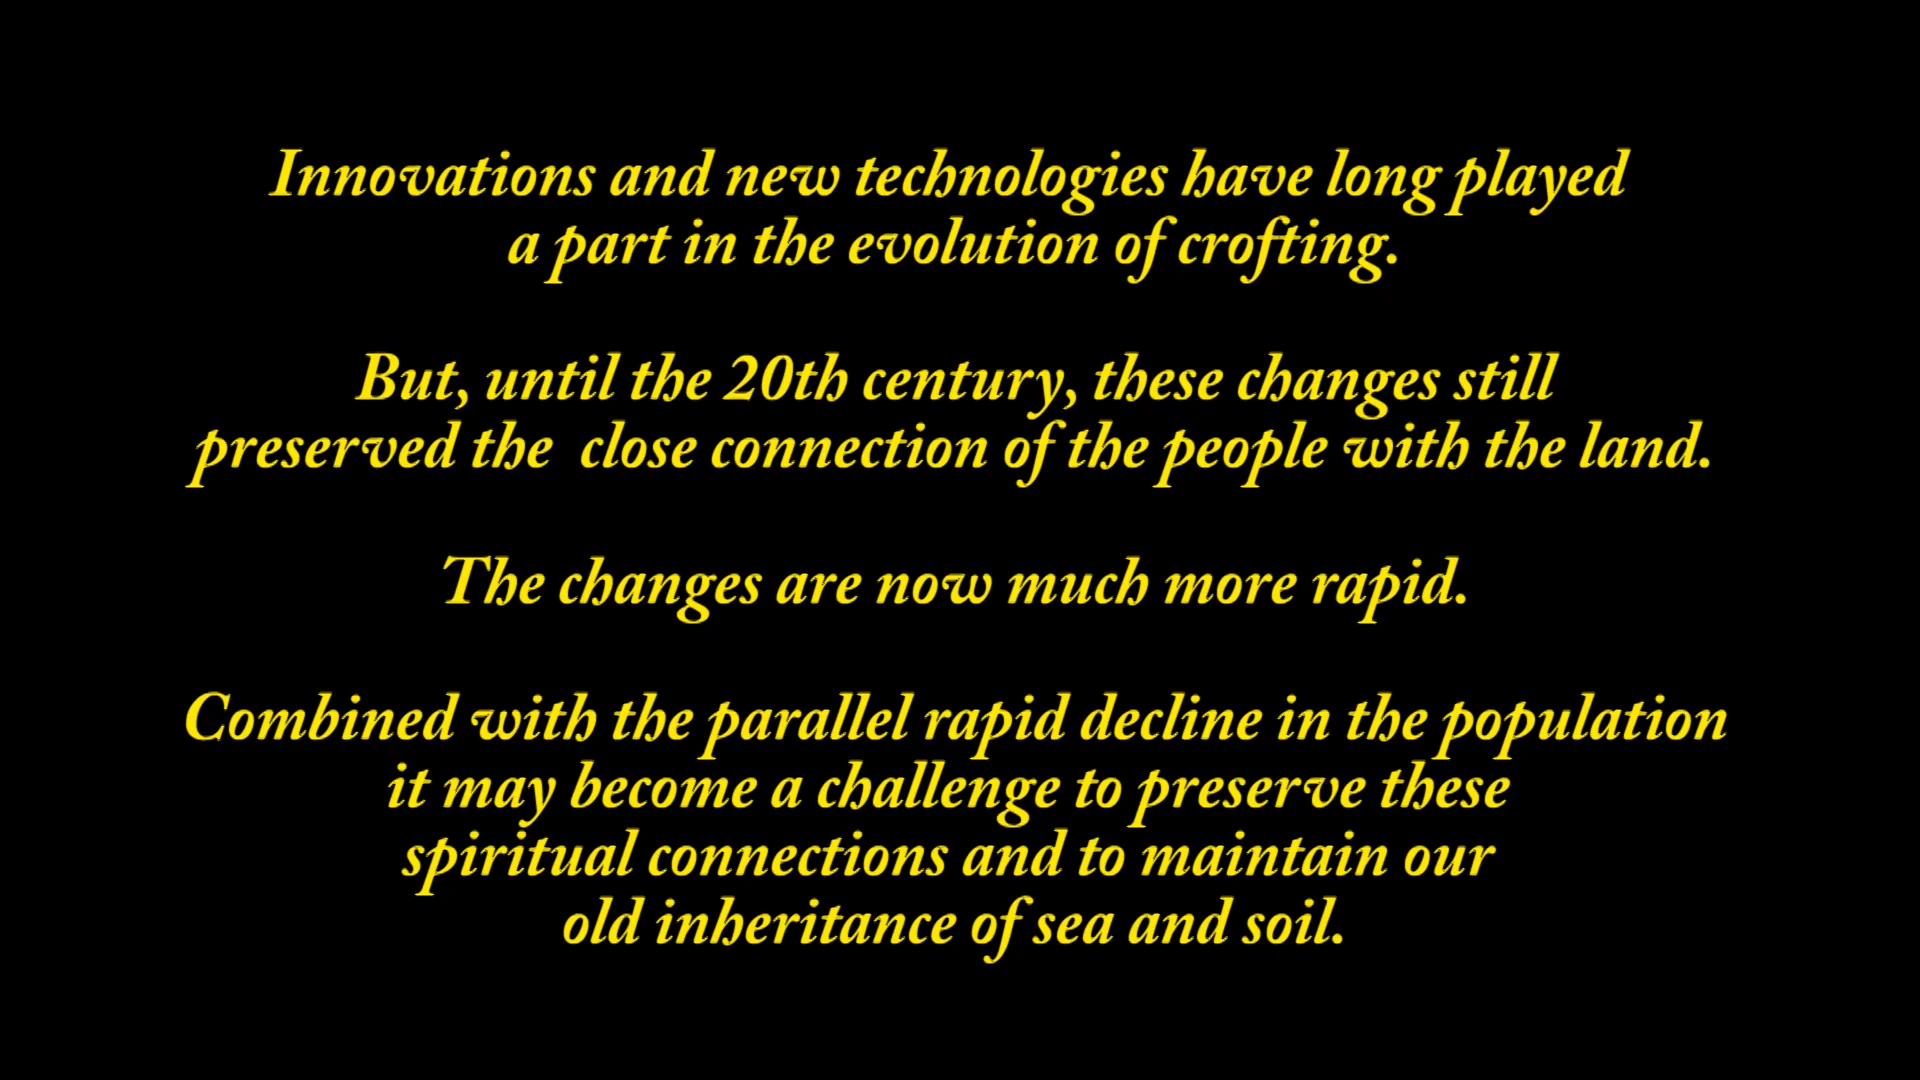 Innovations and new technologies have long played
a part in the evolution of crofting.
But, until the 20th century, these changes still
preserved the  close connection of the people with the land.
The changes are now much more rapid.
Combined with the parallel rapid decline in the population
it may become a challenge to preserve these
spiritual connections and to maintain our
old inheritance of sea and soil.